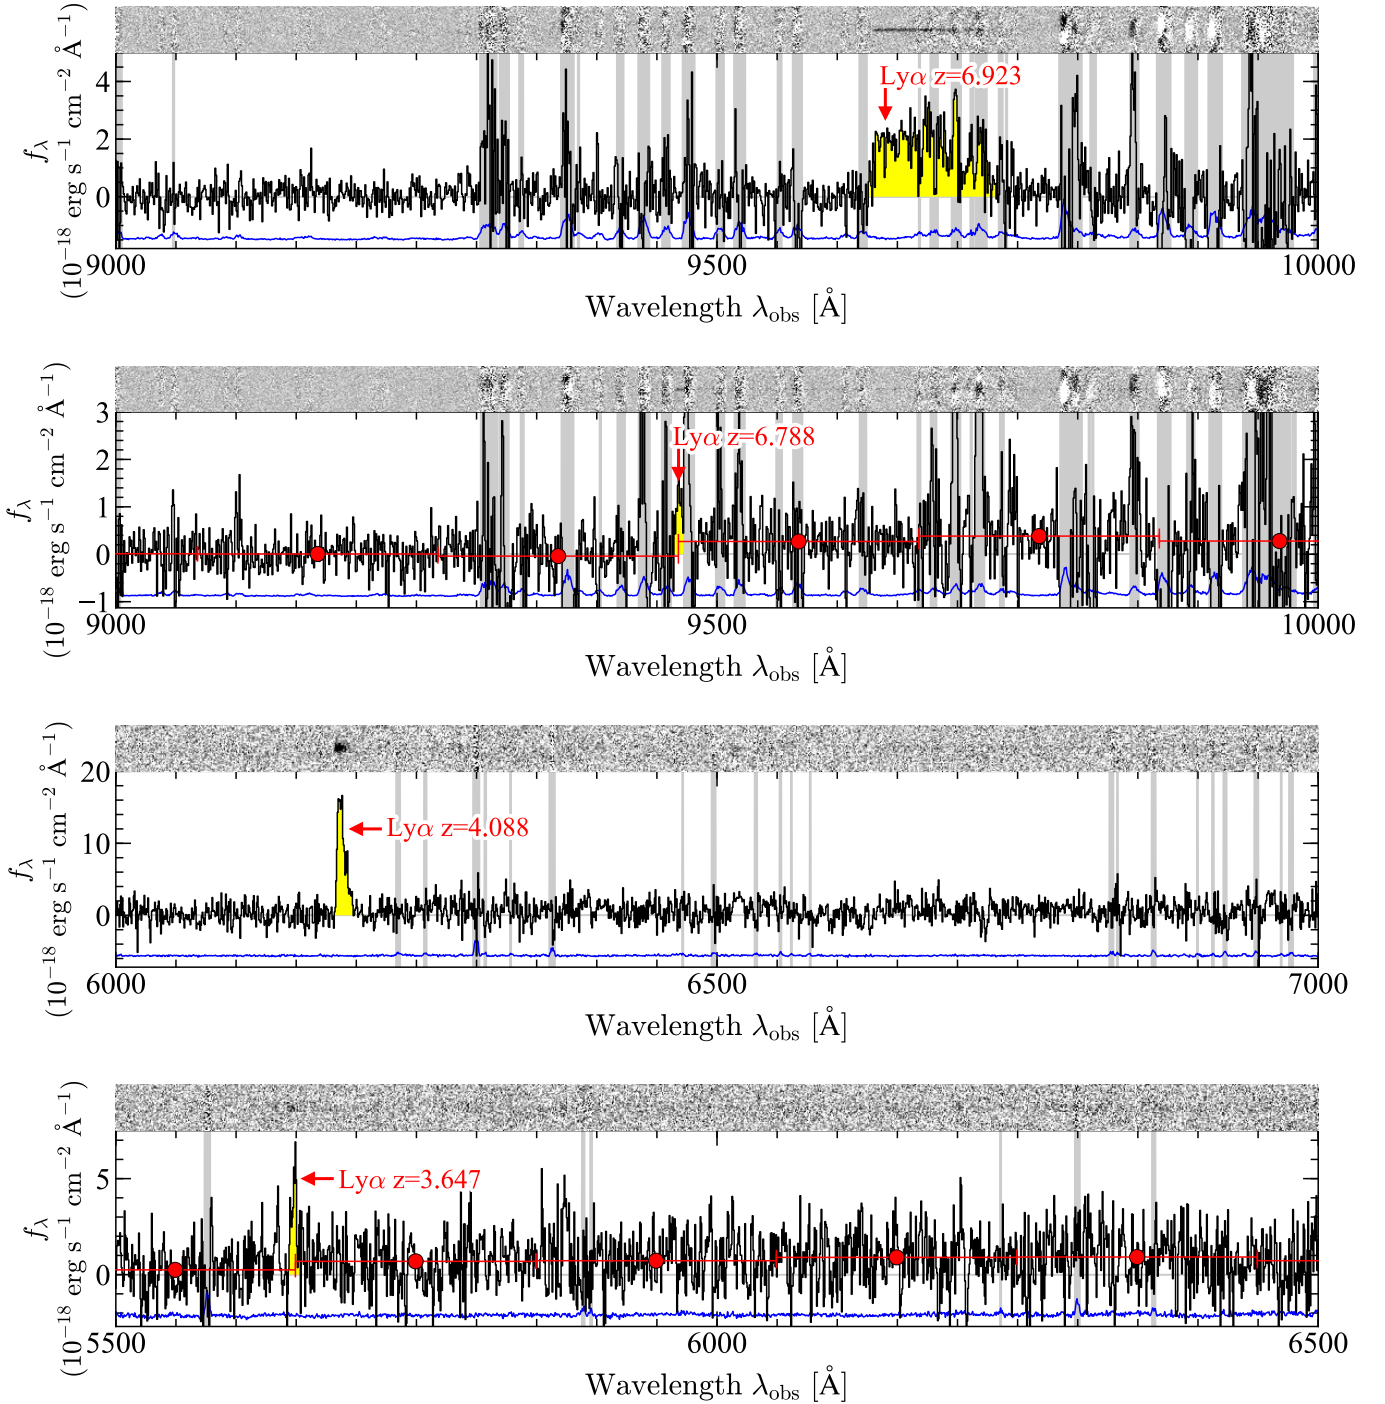 4
2
0
f_λ
(10⁻¹⁸ erg s⁻¹ cm⁻² Å⁻¹)
Lyα z=6.923
9000 9500 10000
Wavelength λ_obs [Å]
3
2
1
0
−1
f_λ
(10⁻¹⁸ erg s⁻¹ cm⁻² Å⁻¹)
Lyα z=6.788
9000 9500 10000
Wavelength λ_obs [Å]
20
10
0
f_λ
(10⁻¹⁸ erg s⁻¹ cm⁻² Å⁻¹)
Lyα z=4.088
6000 6500 7000
Wavelength λ_obs [Å]
5
0
f_λ
(10⁻¹⁸ erg s⁻¹ cm⁻² Å⁻¹)
Lyα z=3.647
5500 6000 6500
Wavelength λ_obs [Å]